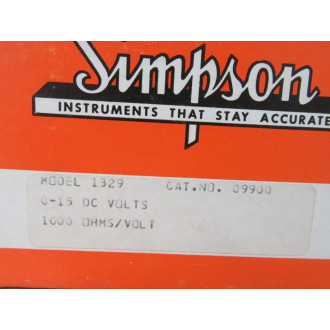 Simpson
INSTRUMENTS THAT STAY ACCURATE
MODEL 1329 CAT.NO. 09900
0-15 DC VOLTS
1000 OHMS/VOLT